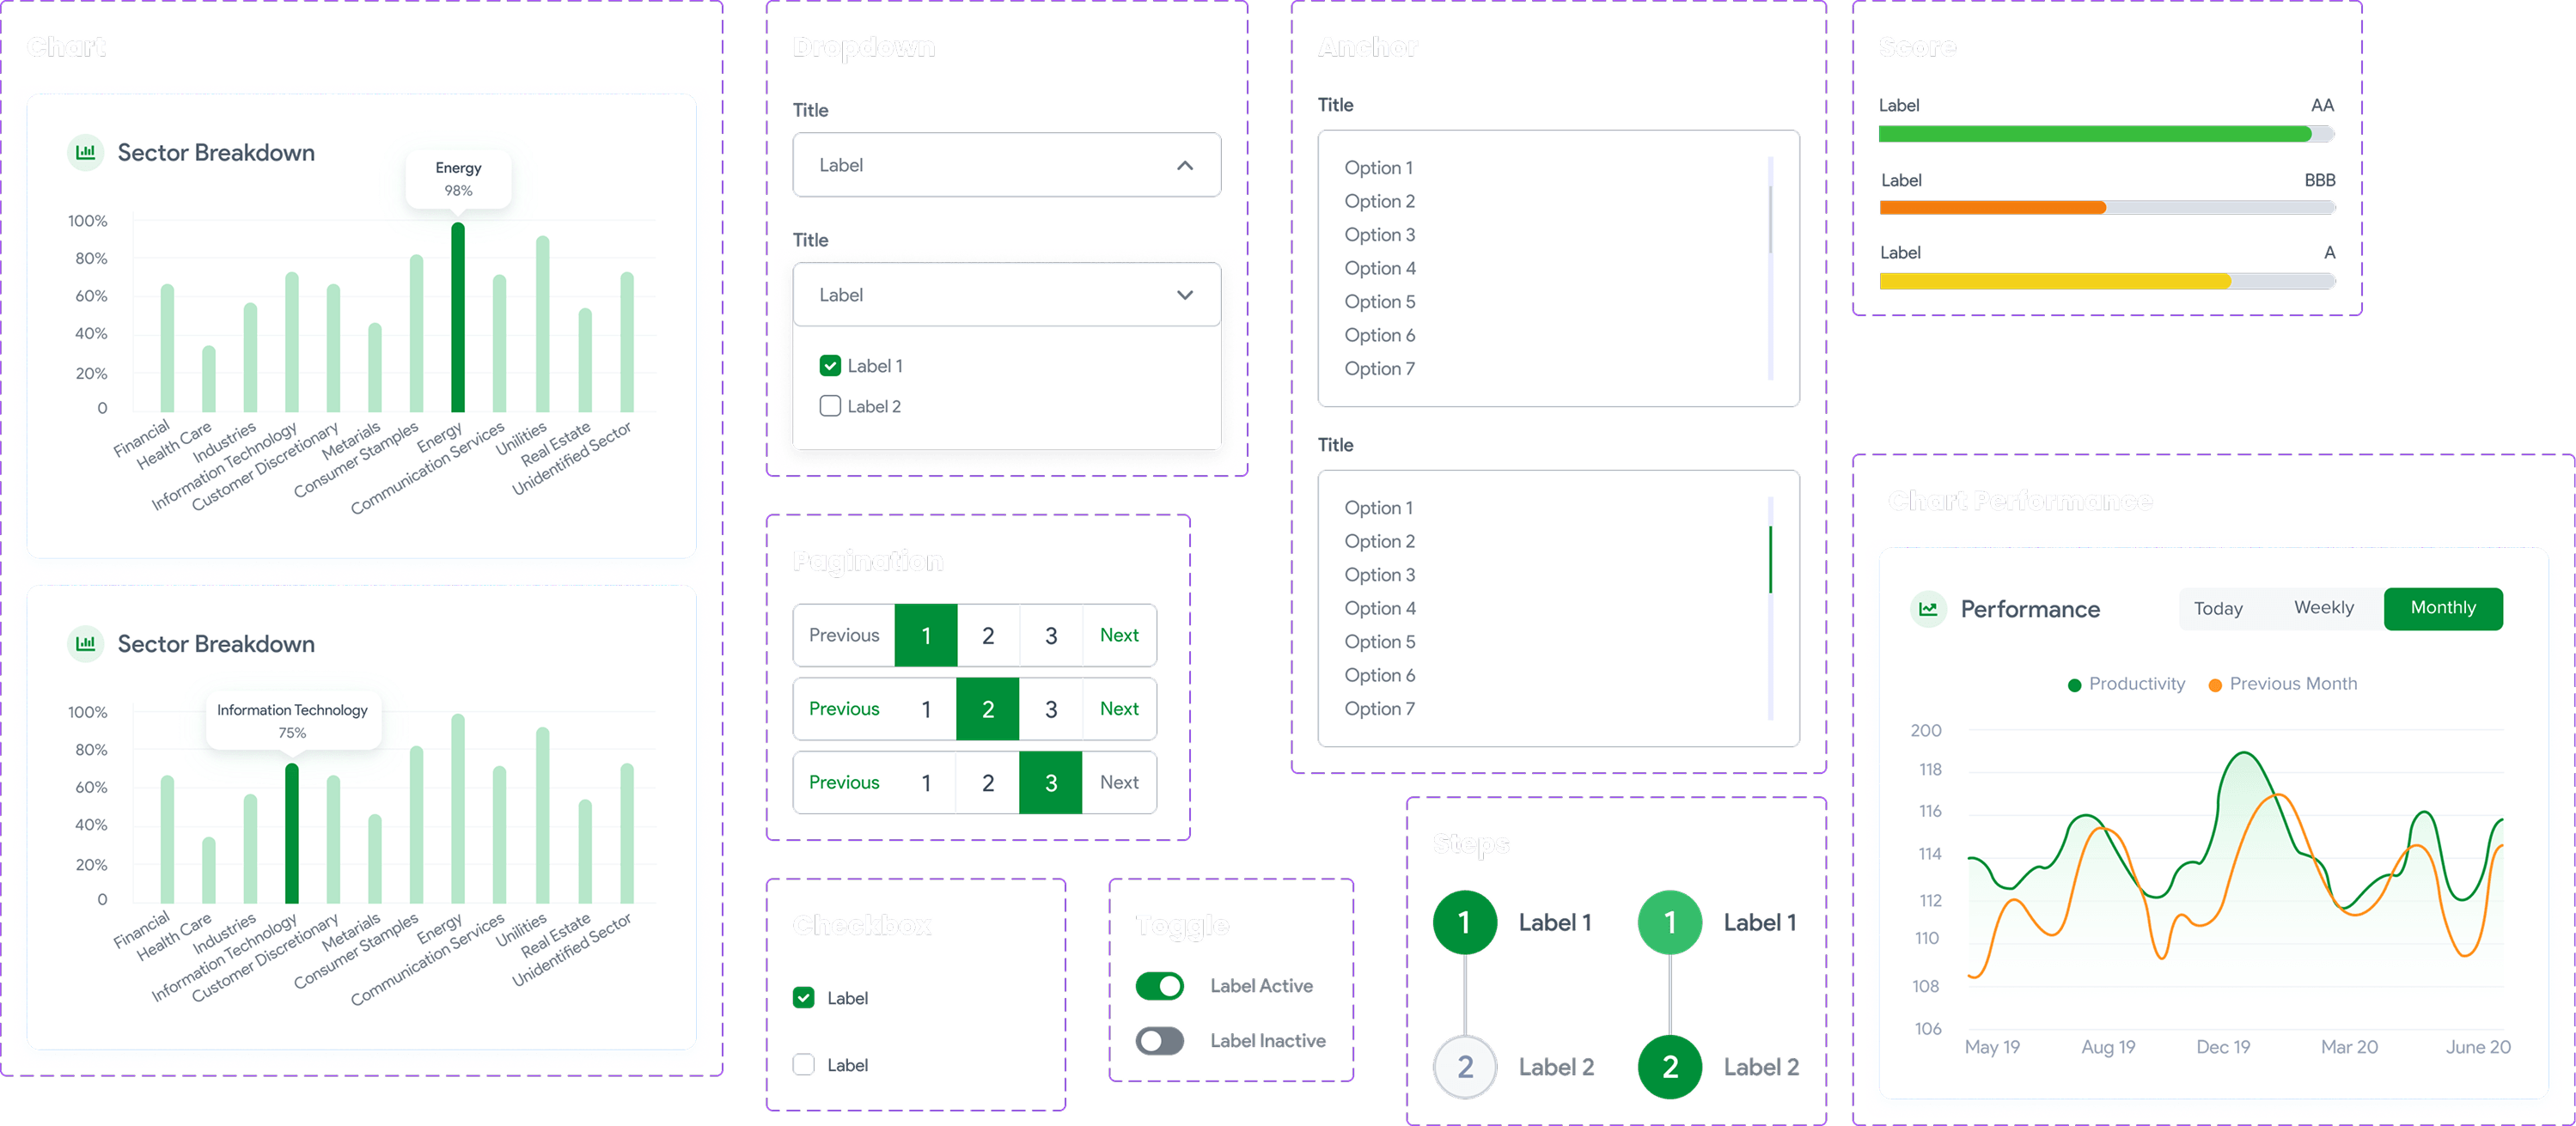 Chart
Sector Breakdown
Energy
98%
100%
80%
60%
40%
20%
0
Financial
Health Care
Industries
Information Technology
Customer Discretionary
Metarials
Consumer Stamples
Energy
Communication Services
Unilities
Real Estate
Unidentified Sector
Sector Breakdown
Information Technology
75%
100%
80%
60%
40%
20%
0
Financial
Health Care
Industries
Information Technology
Customer Discretionary
Metarials
Consumer Stamples
Energy
Communication Services
Unilities
Real Estate
Unidentified Sector
Dropdown
Title
Label
Title
Label
Label 1
Label 2
Pagination
Previous 1 2 3 Next
Previous 1 2 3 Next
Previous 1 2 3 Next
Checkbox
Label
Label
Toggle
Label Active
Label Inactive
Anchor
Title
Option 1
Option 2
Option 3
Option 4
Option 5
Option 6
Option 7
Title
Option 1
Option 2
Option 3
Option 4
Option 5
Option 6
Option 7
Steps
1 Label 1
2 Label 2
1 Label 1
2 Label 2
Score
Label AA
Label BBB
Label A
Chart Performance
Performance
Today Weekly Monthly
Productivity Previous Month
200
118
116
114
112
110
108
106
May 19 Aug 19 Dec 19 Mar 20 June 20